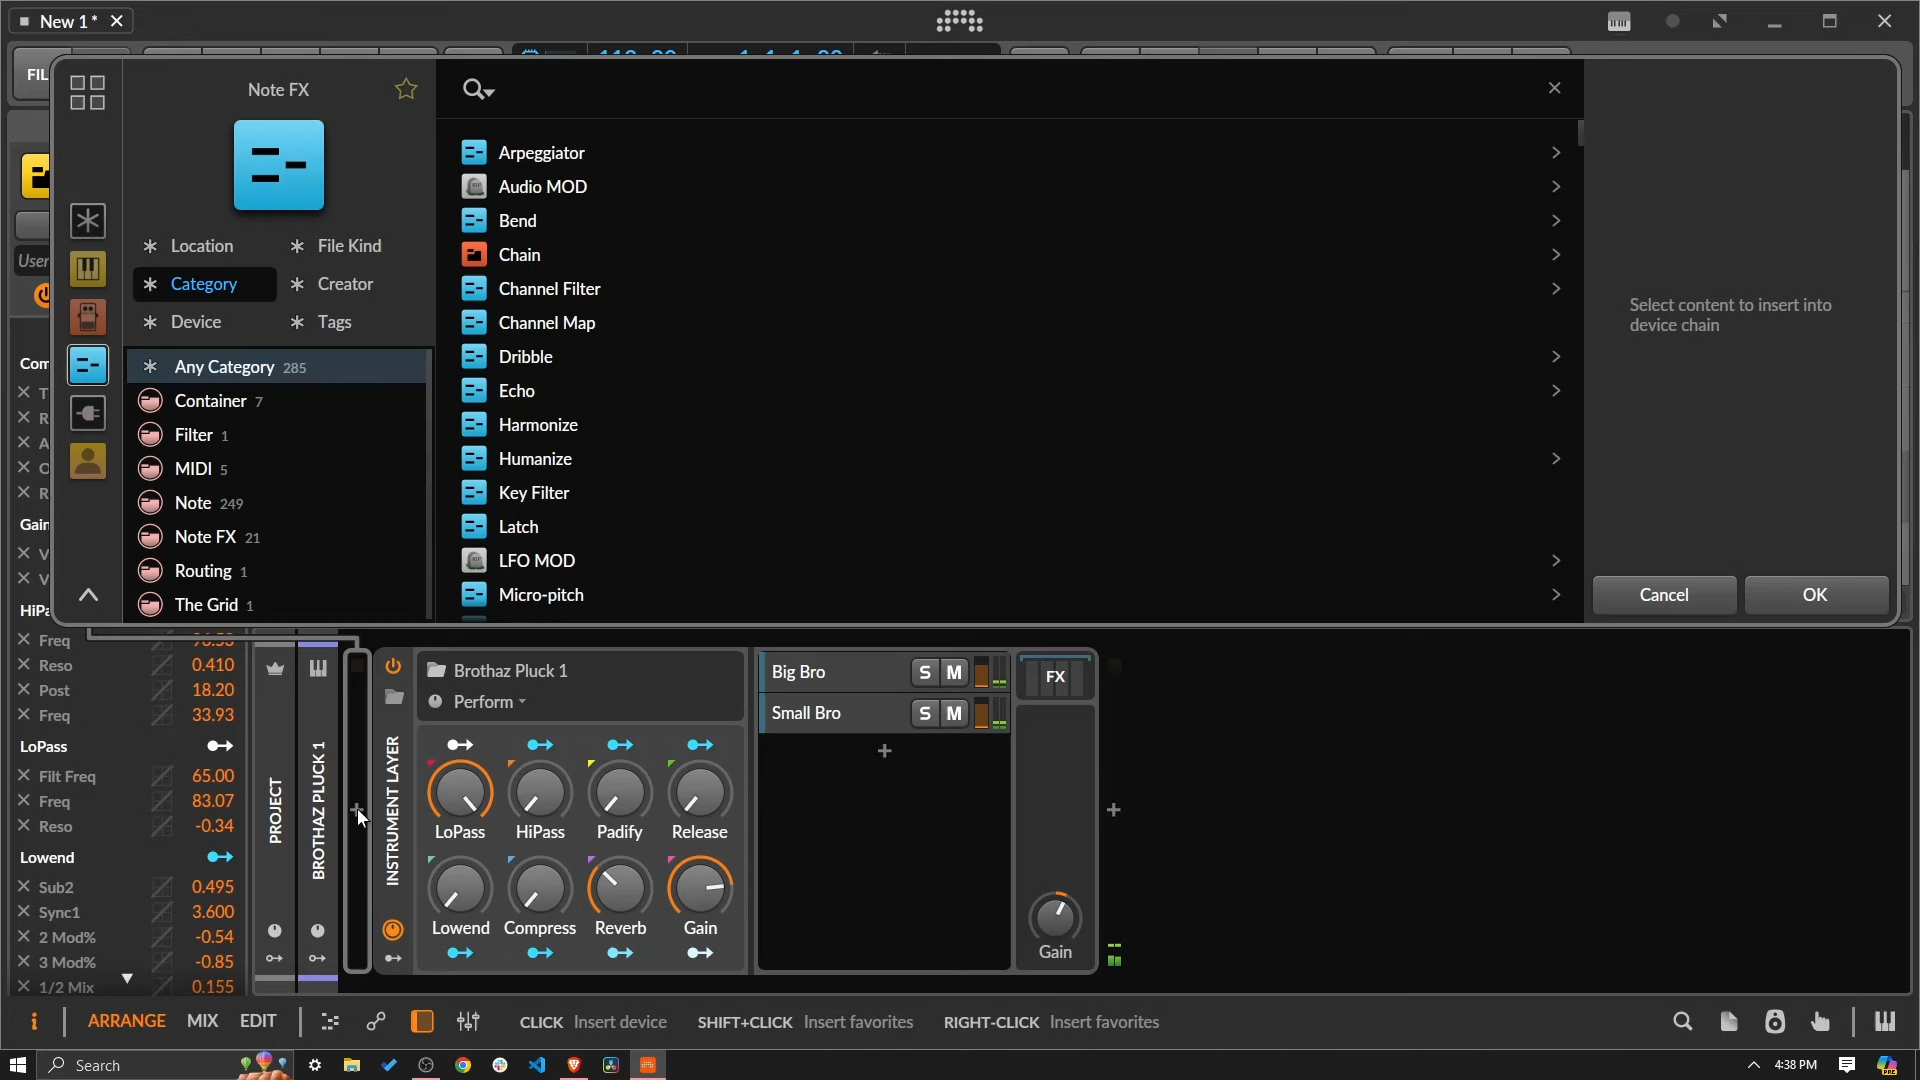 New 1 *
FIL
Note FX
Location
File Kind
Category
Creator
Device
Tags
Any Category 285
Container 7
Filter 1
MIDI 5
Note 249
Note FX 21
Routing 1
The Grid 1
Arpeggiator
Audio MOD
Bend
Chain
Channel Filter
Channel Map
Dribble
Echo
Harmonize
Humanize
Key Filter
Latch
LFO MOD
Micro-pitch
Select content to insert into
device chain
Cancel
OK
User
Com
T
R
A
O
R
Gain
V
V
HiPa
Freq
Reso 0.410
Post 18.20
Freq 33.93
LoPass
Filt Freq 65.00
Freq 83.07
Reso -0.34
Lowend
Sub2 0.495
Sync1 3.600
2 Mod% -0.54
3 Mod% -0.85
1/2 Mix 0.155
PROJECT
BROTHAZ PLUCK 1
INSTRUMENT LAYER
Brothaz Pluck 1
Perform
LoPass HiPass Padify Release
Lowend Compress Reverb Gain
Big Bro S M
Small Bro S M
FX
Gain
ARRANGE MIX EDIT
CLICK Insert device SHIFT+CLICK Insert favorites RIGHT-CLICK Insert favorites
Search
4:38 PM